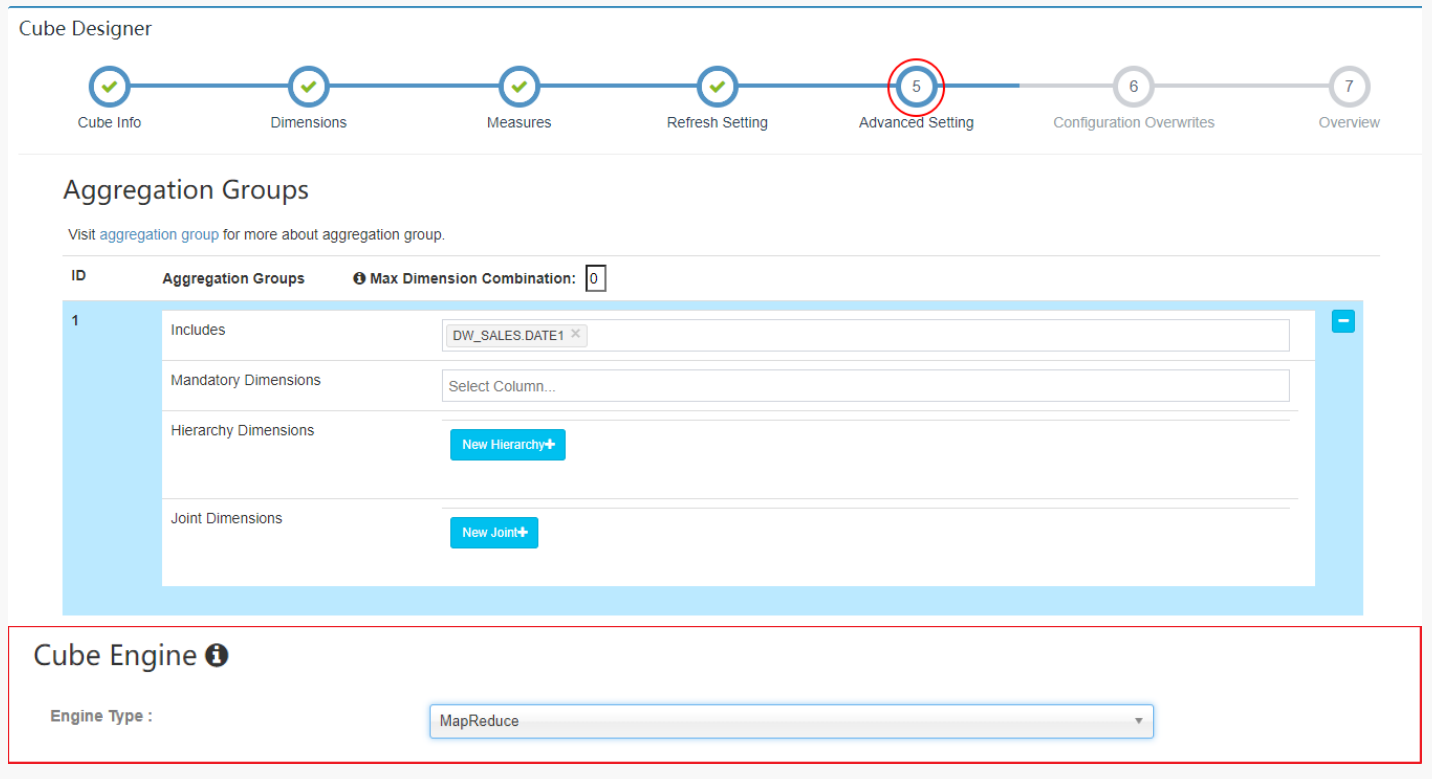 Cube Designer
5 6 7
Cube Info Dimensions Measures Refresh Setting Advanced Setting Configuration Overwrites Overview
Aggregation Groups
Visit aggregation group for more about aggregation group.
ID Aggregation Groups Max Dimension Combination: 0
1 Includes DW_SALES.DATE1 ×
Mandatory Dimensions Select Column...
Hierarchy Dimensions
New Hierarchy+
Joint Dimensions
New Joint+
Cube Engine
Engine Type : MapReduce